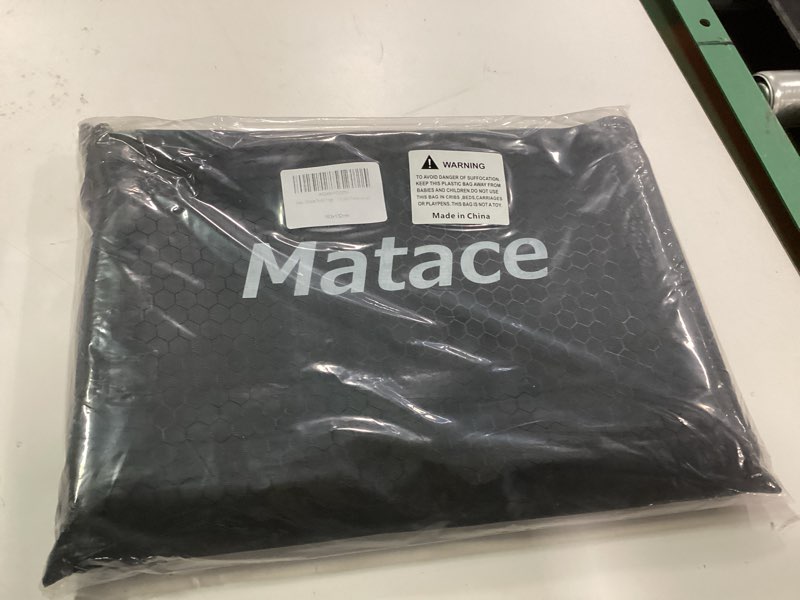 WARNING
TO AVOID DANGER OF SUFFOCATION,
KEEP THIS PLASTIC BAG AWAY FROM
BABIES AND CHILDREN.DO NOT USE
THIS BAG IN CRIBS ,BEDS,CARRIAGES
OR PLAYPENS. THIS BAG IS NOT A TOY.
Made in China
Matace